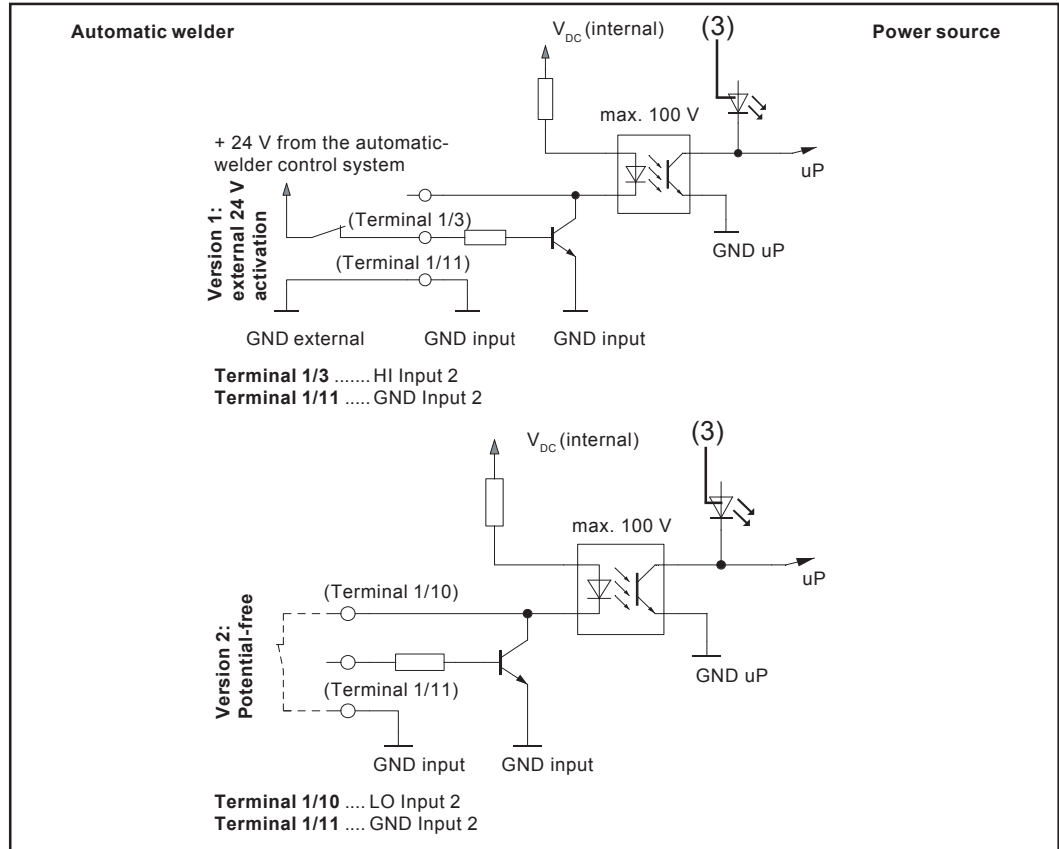 Automatic welder
Power source
V_DC (internal)
(3)
max. 100 V
+ 24 V from the automatic-
welder control system
uP
Version 1:
external 24 V
activation
(Terminal 1/3)
(Terminal 1/11)
GND uP
GND external
GND input
GND input
Terminal 1/3 ....... HI Input 2
Terminal 1/11 ..... GND Input 2
V_DC (internal)
(3)
max. 100 V
uP
Version 2:
Potential-free
(Terminal 1/10)
(Terminal 1/11)
GND uP
GND input
GND input
Terminal 1/10 .... LO Input 2
Terminal 1/11 .... GND Input 2